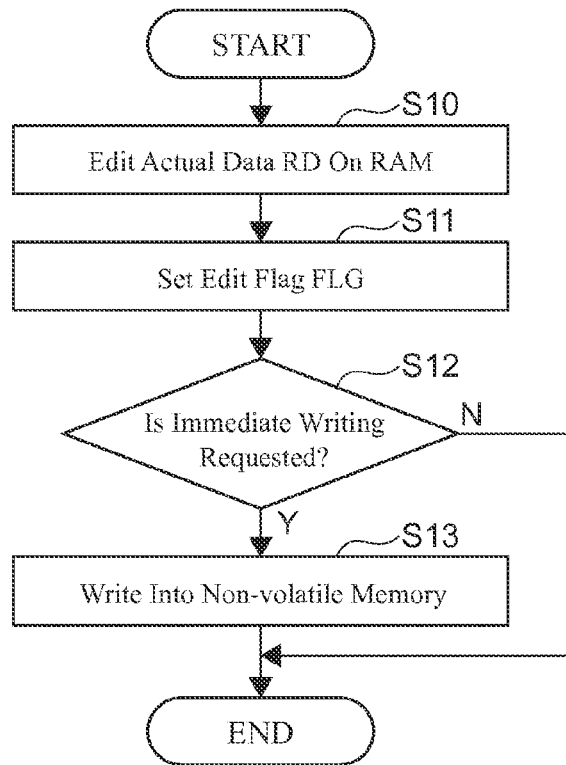 START
S10
Edit Actual Data RD On RAM
S11
Set Edit Flag FLG
S12
Is Immediate Writing
Requested?
N
Y
S13
Write Into Non-volatile Memory
END